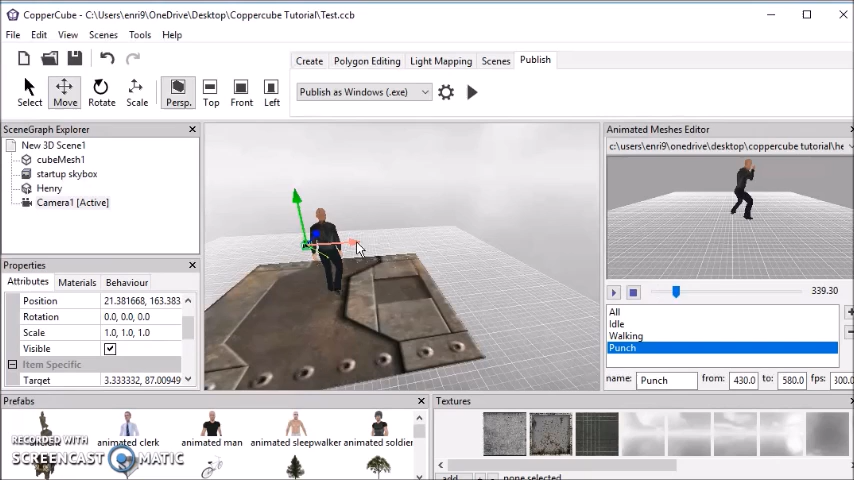 CopperCube - C:\Users\enri9\OneDrive\Desktop\Coppercube Tutorial\Test.ccb
File Edit View Scenes Tools Help
Create Polygon Editing Light Mapping Scenes Publish
Publish as Windows (.exe)
Select Move Rotate Scale Persp. Top Front Left
SceneGraph Explorer
New 3D Scene1
cubeMesh1
startup skybox
Henry
Camera1 [Active]
Properties
Attributes Materials Behaviour
Position 21.381668, 163.383
Rotation 0.0, 0.0, 0.0
Scale 1.0, 1.0, 1.0
Visible
Item Specific
Target 3.333332, 87.00949
Animated Meshes Editor
c:\users\enri9\onedrive\desktop\coppercube tutorial\he
339.30
All
Idle
Walking
Punch
name: Punch from: 430.0 to: 580.0 fps: 300.0
Prefabs
animated clerk animated man animated sleepwalker animated soldier
RECORDED WITH
SCREENCAST MATIC
Textures
add... none selected